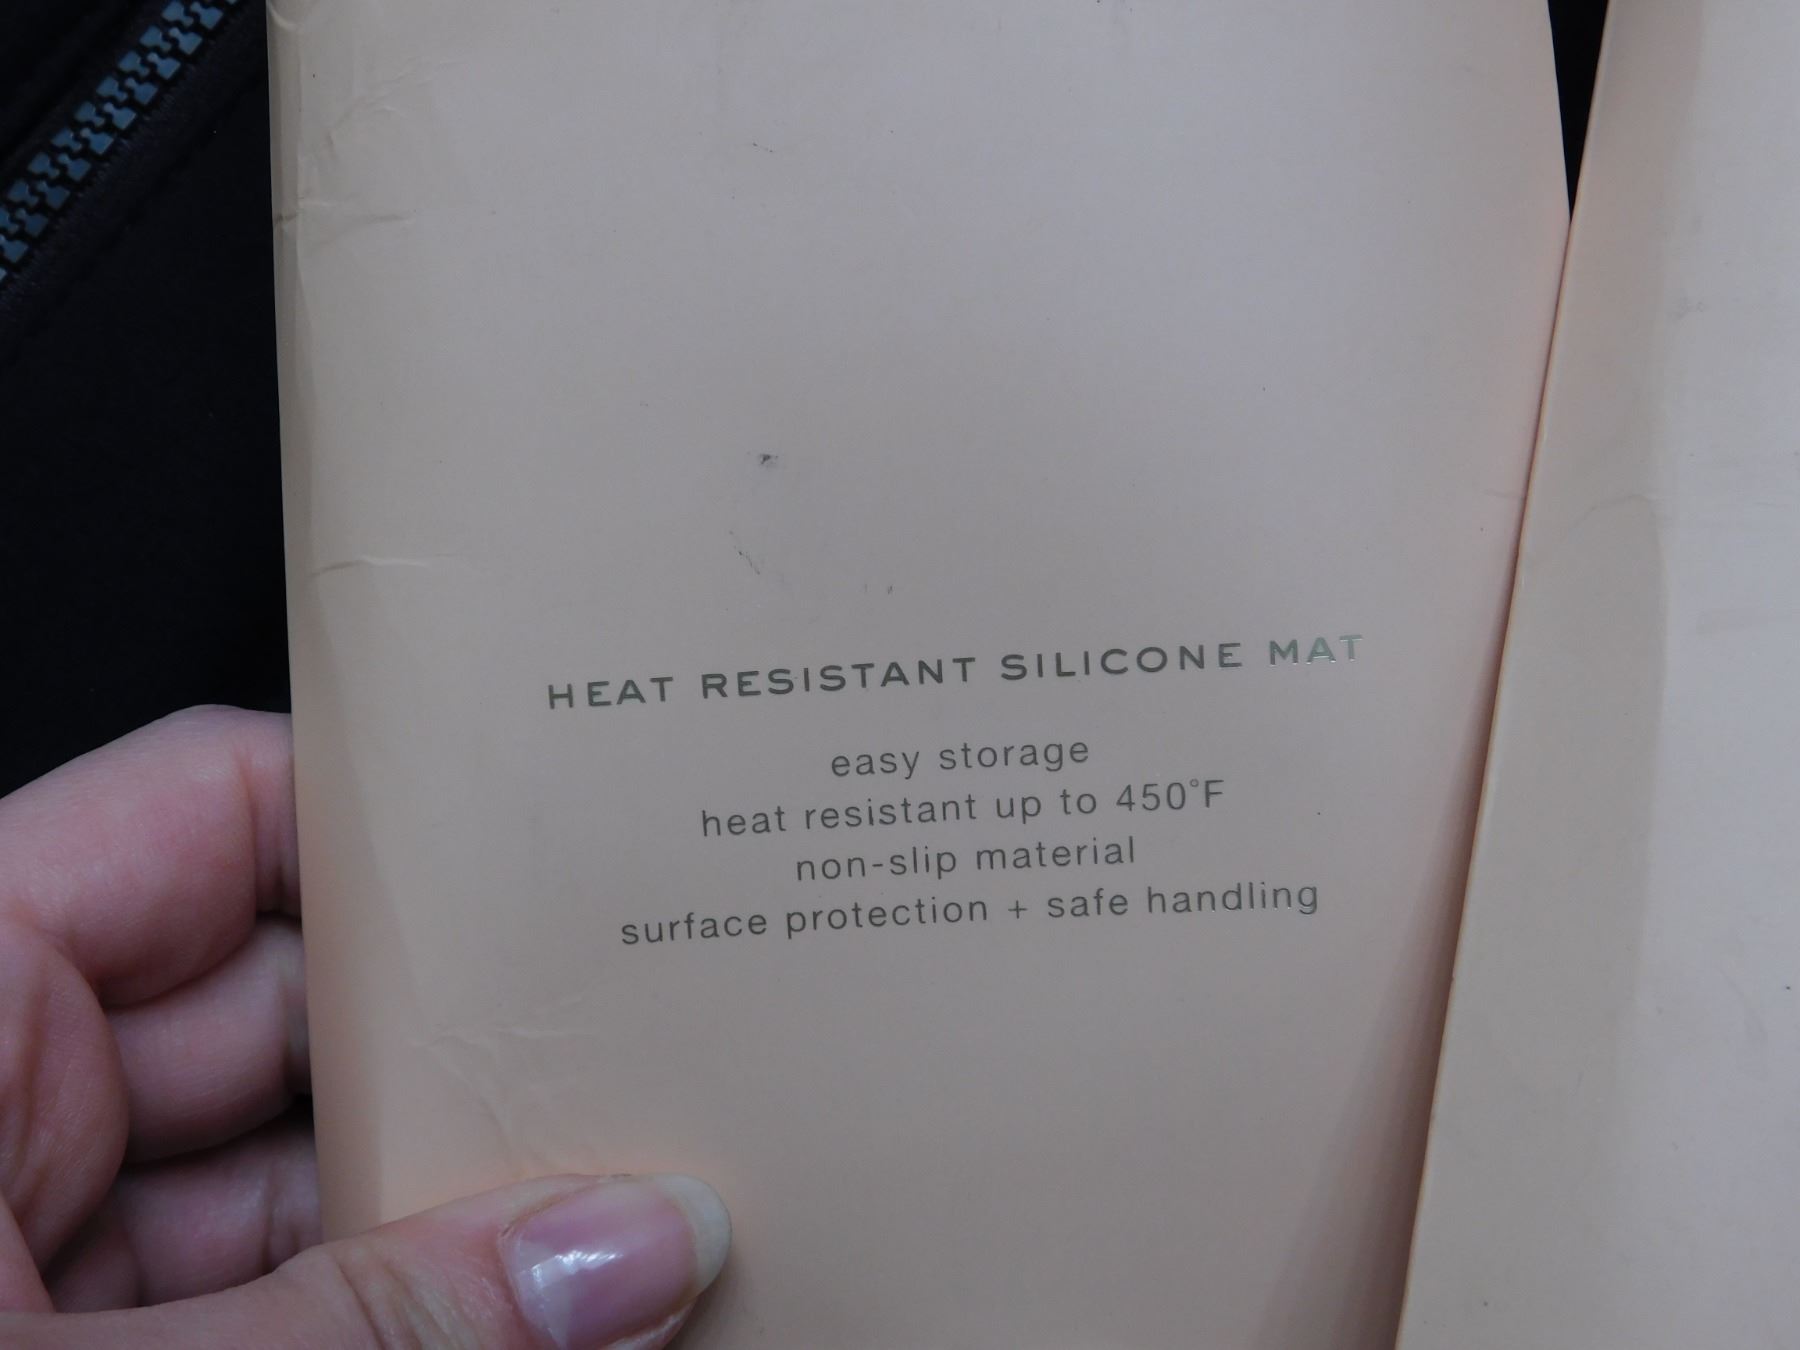 HEAT RESISTANT SILICONE MAT
easy storage
heat resistant up to 450°F
non-slip material
surface protection + safe handling